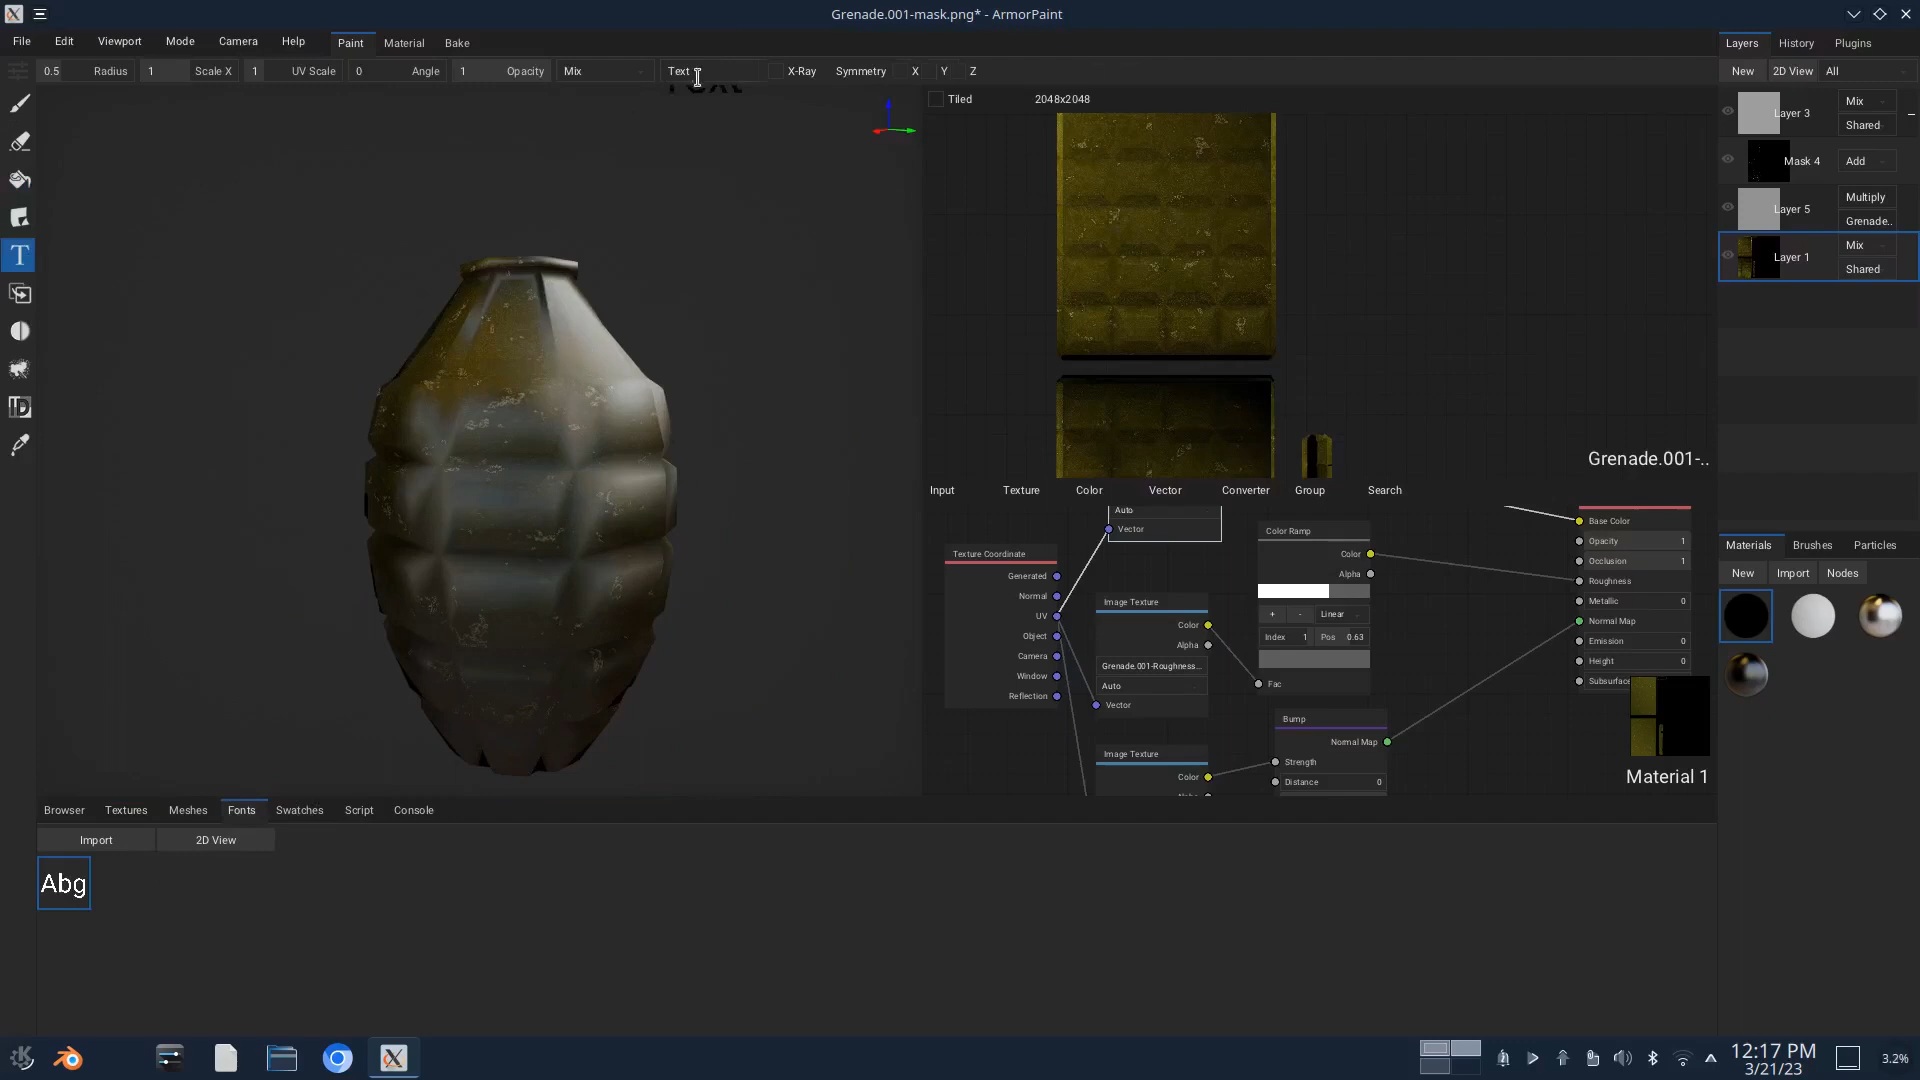 Grenade.001-mask.png* - ArmorPaint
File Edit Viewport Mode Camera Help Paint Material Bake
0.5 Radius 1 Scale X 1 UV Scale 0 Angle 1 Opacity Mix Text X-Ray Symmetry X Y Z
Text
Tiled 2048x2048
Grenade.001-..
Layers History Plugins
New 2D View All
Layer 3 Mix
Shared
Mask 4 Add
Layer 5 Multiply
Grenade..
Layer 1 Mix
Shared
T
ID
Input Texture Color Vector Converter Group Search
Auto
Vector
Texture Coordinate
Generated
Normal
UV
Object
Camera
Window
Reflection
Image Texture
Color
Alpha
Grenade.001-Roughness...
Auto
Vector
Image Texture
Color
Color Ramp
Color
Alpha
+ - Linear
Index 1 Pos 0.63
Fac
Bump
Normal Map
Strength
Distance 0
Base Color
Opacity 1
Occlusion 1
Roughness
Metallic 0
Normal Map
Emission 0
Height 0
Subsurface
Material 1
Materials Brushes Particles
New Import Nodes
Browser Textures Meshes Fonts Swatches Script Console
Import 2D View
Abg
12:17 PM
3/21/23
3.2%